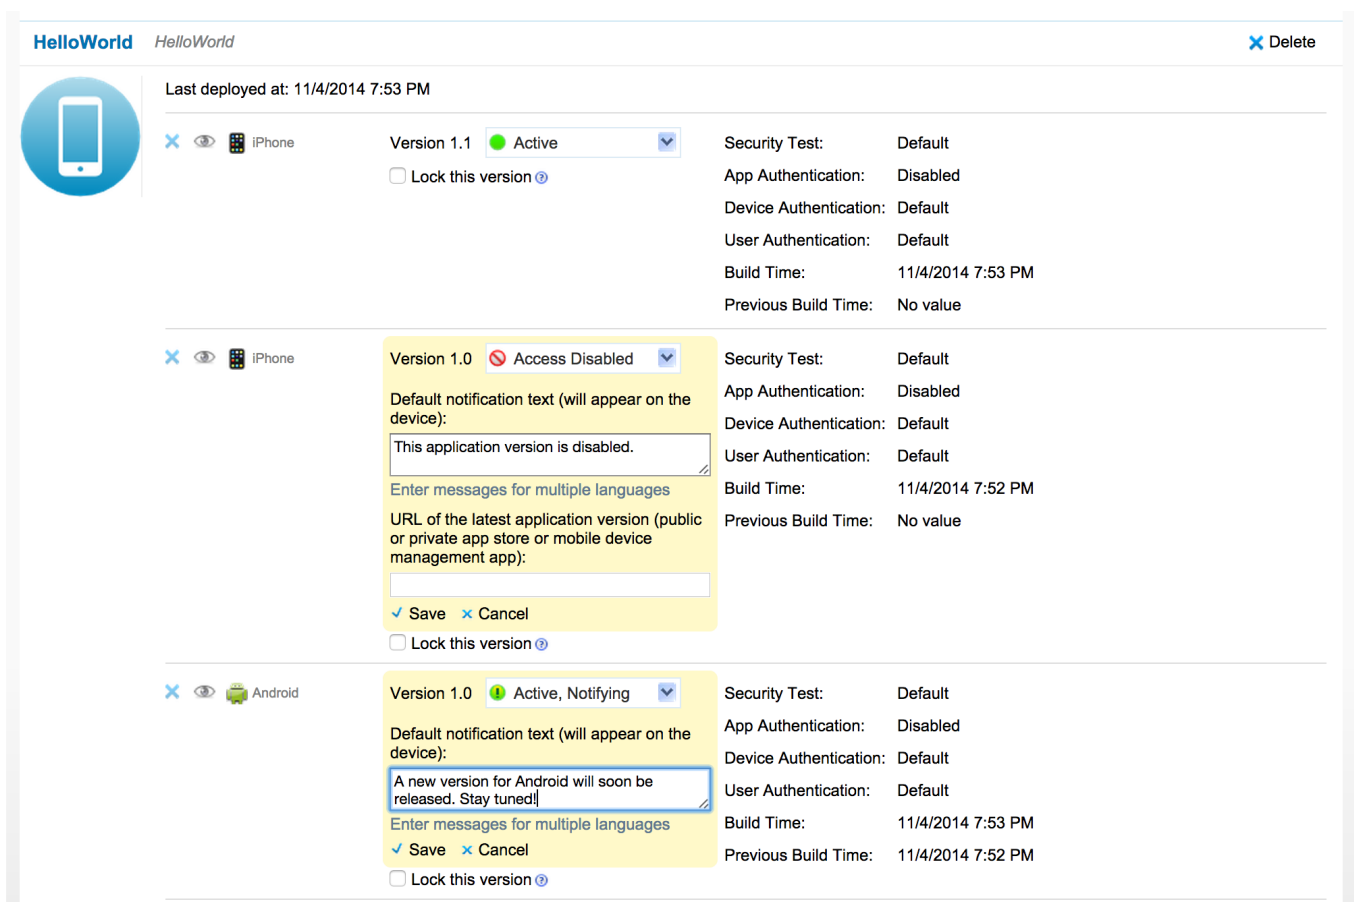 HelloWorld HelloWorld Delete
Last deployed at: 11/4/2014 7:53 PM
iPhone Version 1.1 Active Security Test: Default
Lock this version App Authentication: Disabled
Device Authentication: Default
User Authentication: Default
Build Time: 11/4/2014 7:53 PM
Previous Build Time: No value
iPhone Version 1.0 Access Disabled Security Test: Default
Default notification text (will appear on the
device):
This application version is disabled.
Enter messages for multiple languages
URL of the latest application version (public
or private app store or mobile device
management app):
Save Cancel
Lock this version
App Authentication: Disabled
Device Authentication: Default
User Authentication: Default
Build Time: 11/4/2014 7:52 PM
Previous Build Time: No value
Android Version 1.0 Active, Notifying Security Test: Default
Default notification text (will appear on the
device):
A new version for Android will soon be
released. Stay tuned!
Enter messages for multiple languages
Save Cancel
Lock this version
App Authentication: Disabled
Device Authentication: Default
User Authentication: Default
Build Time: 11/4/2014 7:53 PM
Previous Build Time: 11/4/2014 7:52 PM